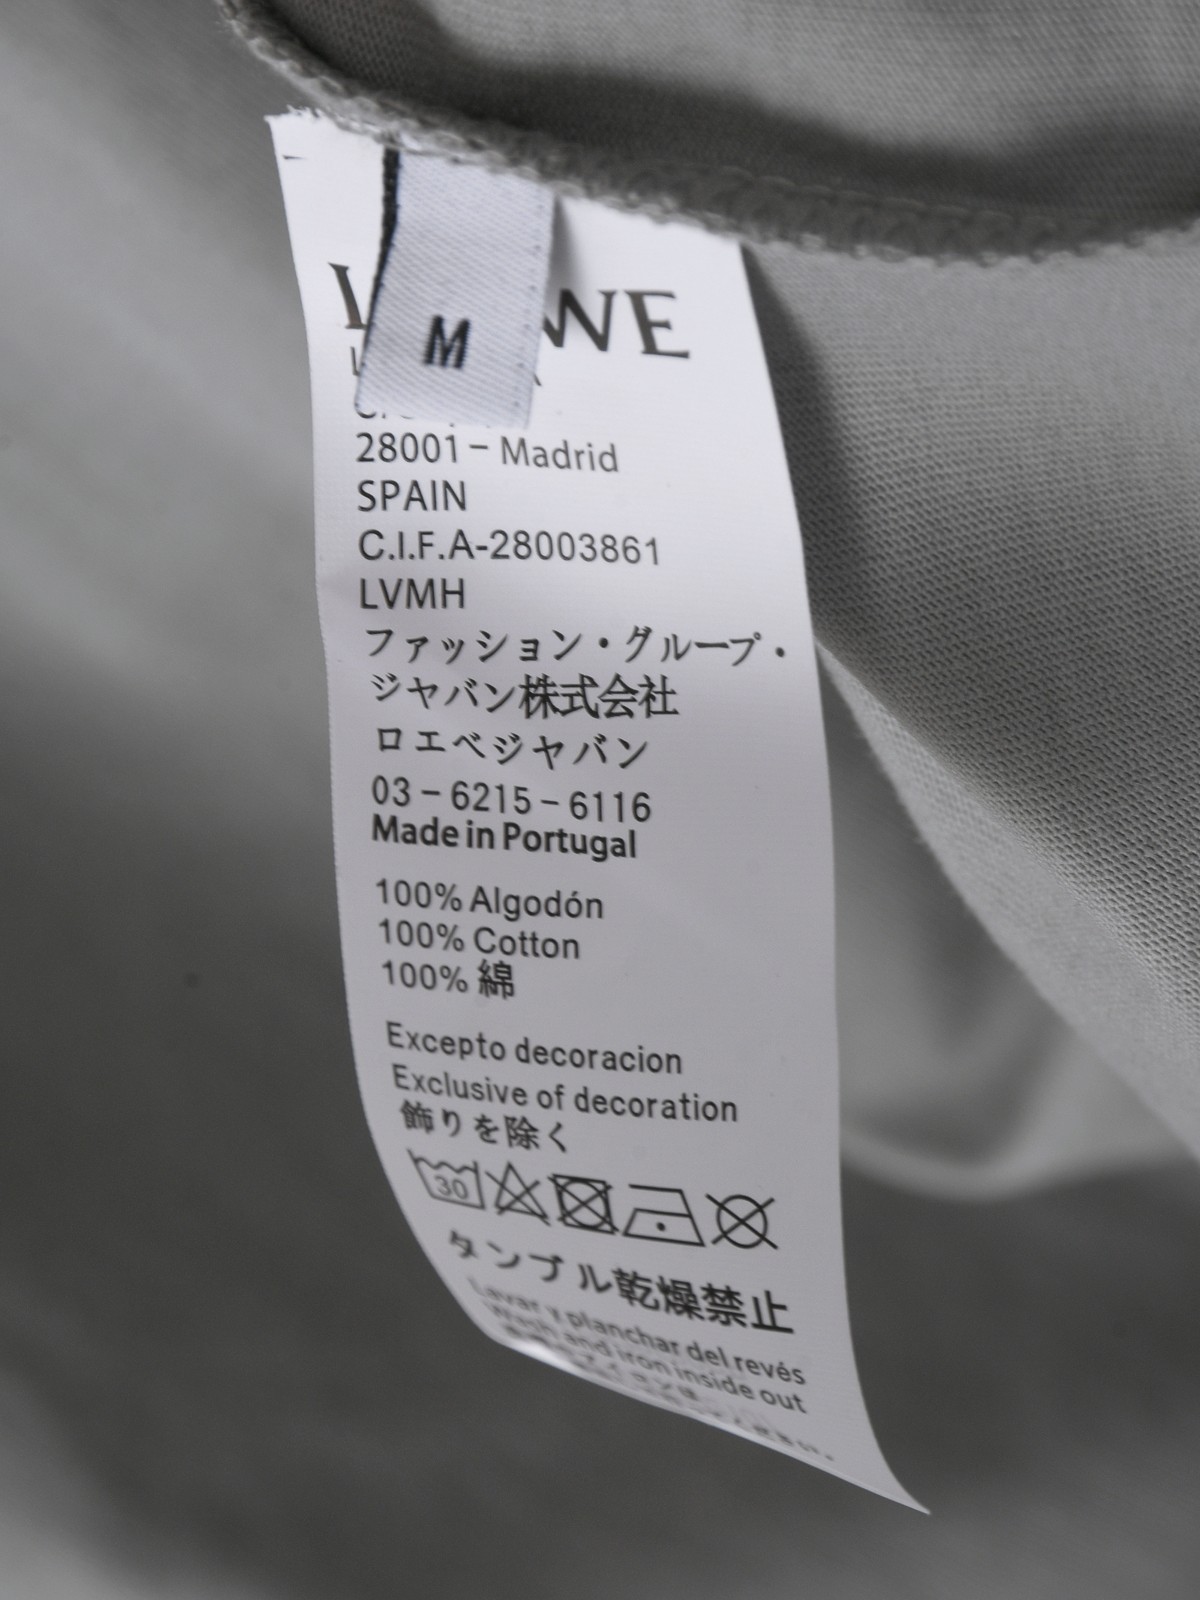 M
WE
28001 – Madrid
SPAIN
C.I.F.A-28003861
LVMH
ファッション・グループ・
ジャバン株式会社
ロエベジャバン
03 – 6215 – 6116
Made in Portugal
100% Algodón
100% Cotton
100% 綿
Excepto decoracion
Exclusive of decoration
飾りを除く
30
タンブル乾燥禁止
Lavar y planchar del revés
Wash and iron inside out